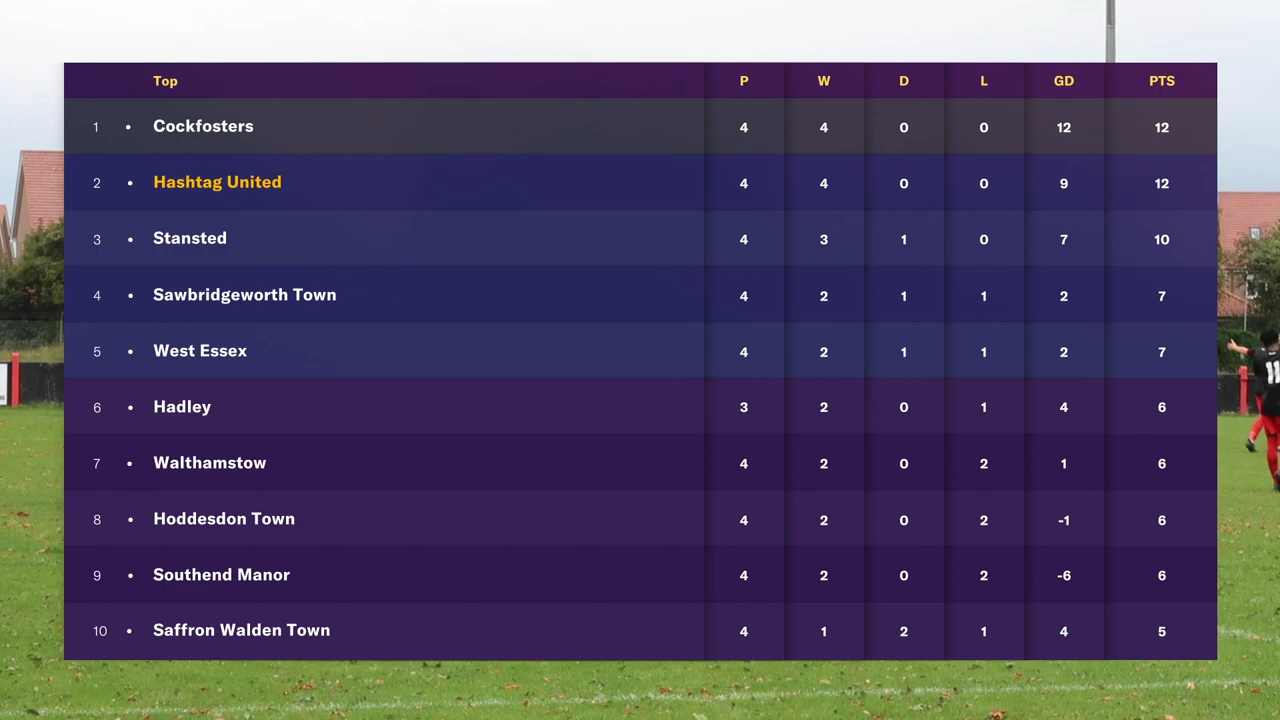 Top P W D L GD PTS
1 • Cockfosters 4 4 0 0 12 12
2 • Hashtag United 4 4 0 0 9 12
3 • Stansted 4 3 1 0 7 10
4 • Sawbridgeworth Town 4 2 1 1 2 7
5 • West Essex 4 2 1 1 2 7
6 • Hadley 3 2 0 1 4 6
7 • Walthamstow 4 2 0 2 1 6
8 • Hoddesdon Town 4 2 0 2 -1 6
9 • Southend Manor 4 2 0 2 -6 6
10 • Saffron Walden Town 4 1 2 1 4 5
11